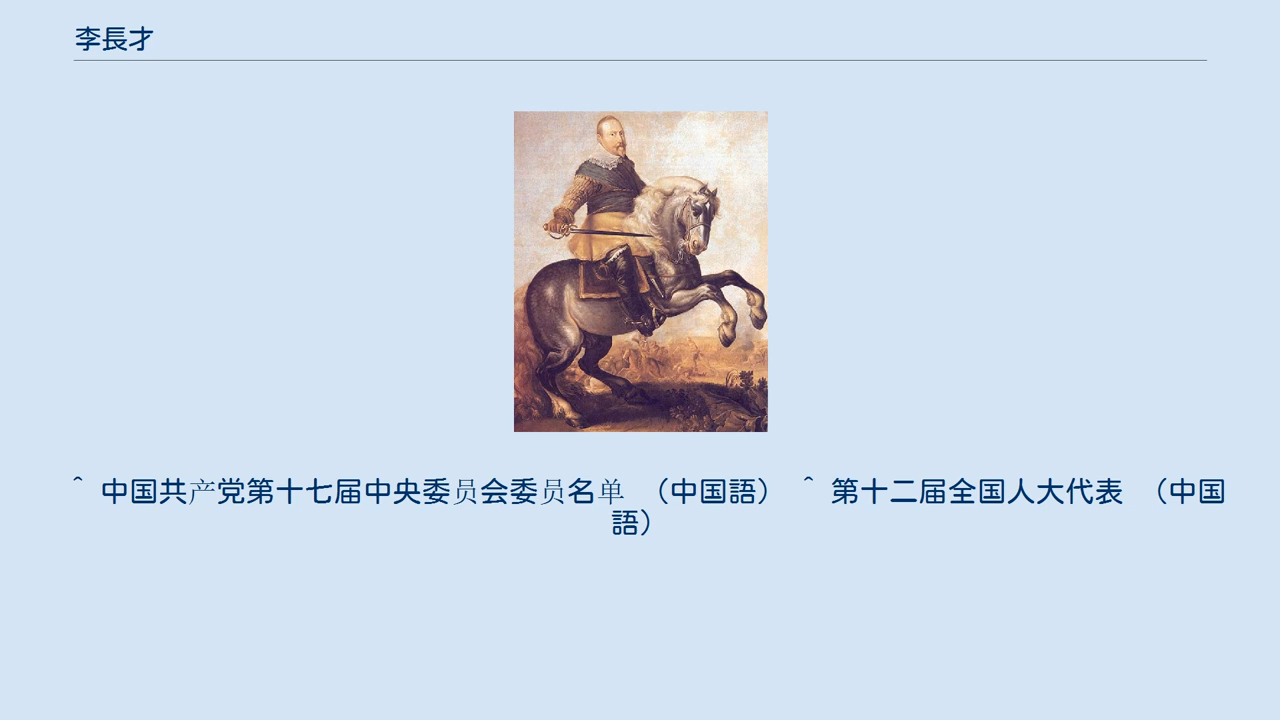 李長才
^ 中国共产党第十七届中央委员会委员名单 （中国語） ^ 第十二届全国人大代表 （中国
語）